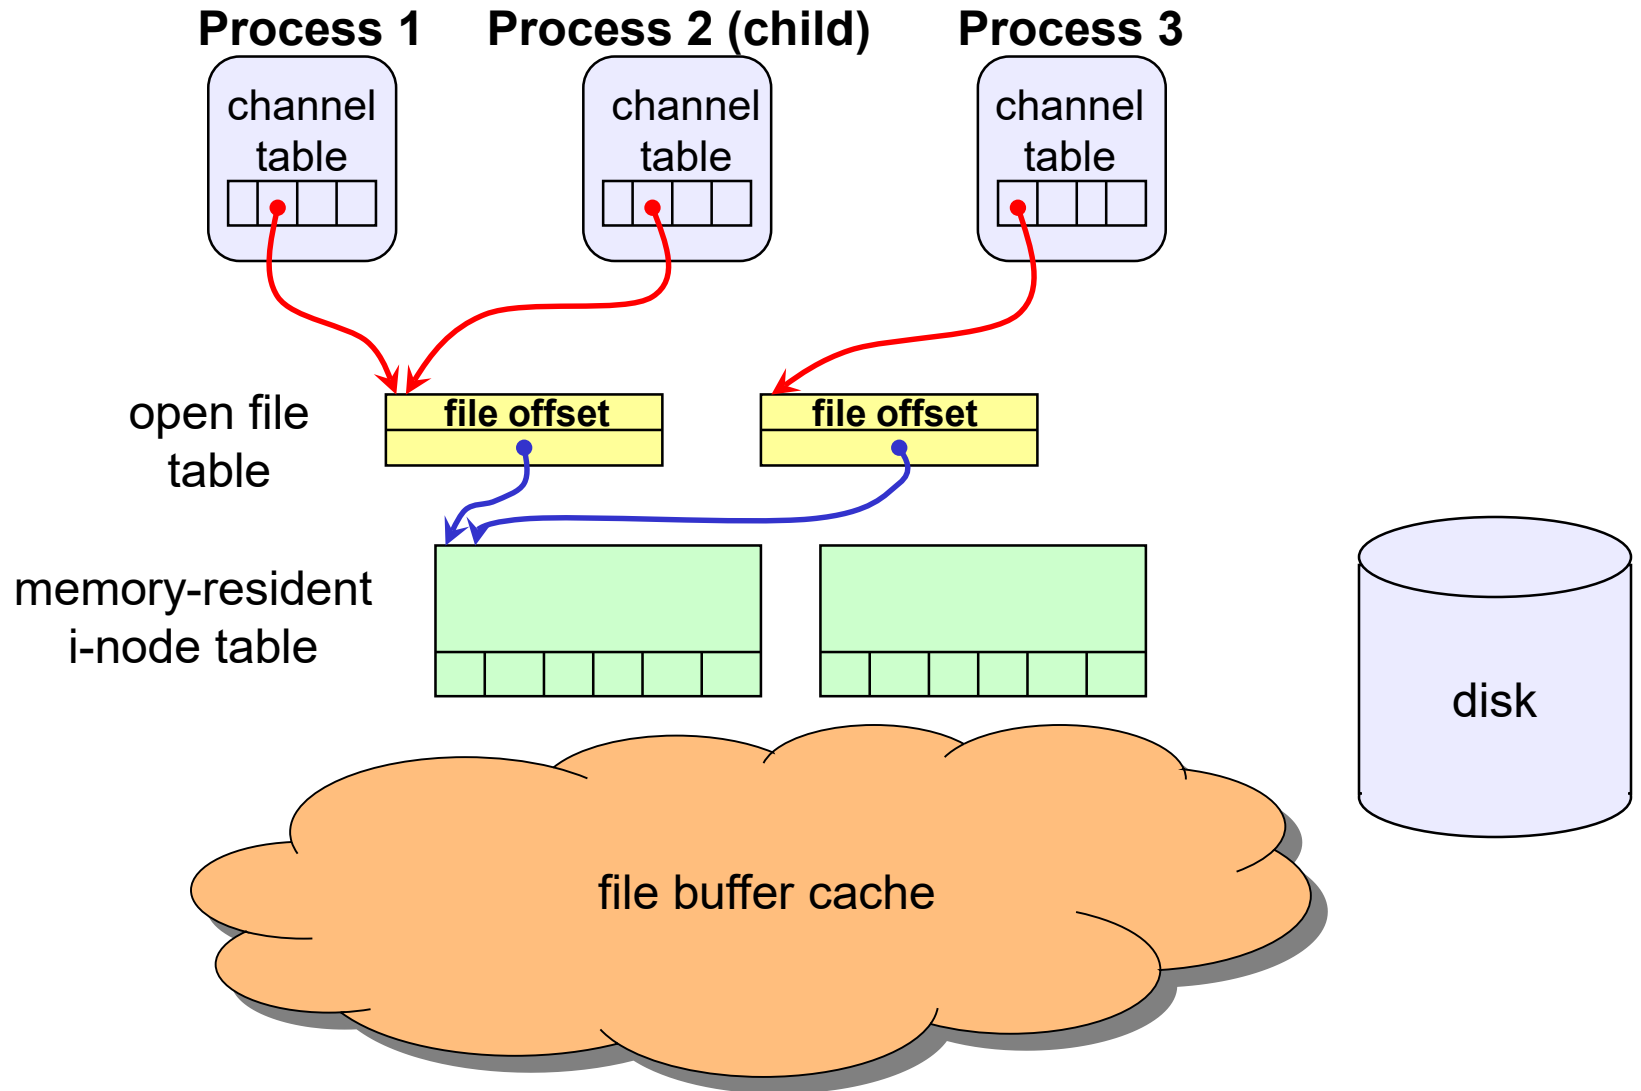 Process 1
Process 2 (child)
Process 3
channel
table
channel
table
channel
table
open file
table
file offset
file offset
memory-resident
i-node table
disk
file buffer cache